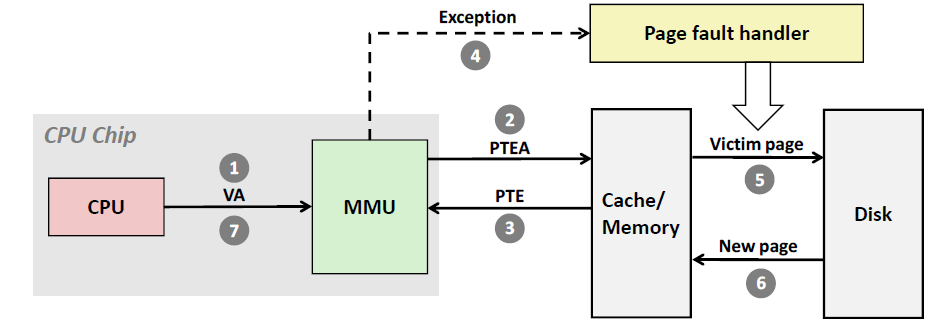 Exception
4
Page fault handler
CPU Chip
2
PTEA
1
VA
7
CPU
MMU
PTE
3
Cache/
Memory
Victim page
5
Disk
New page
6